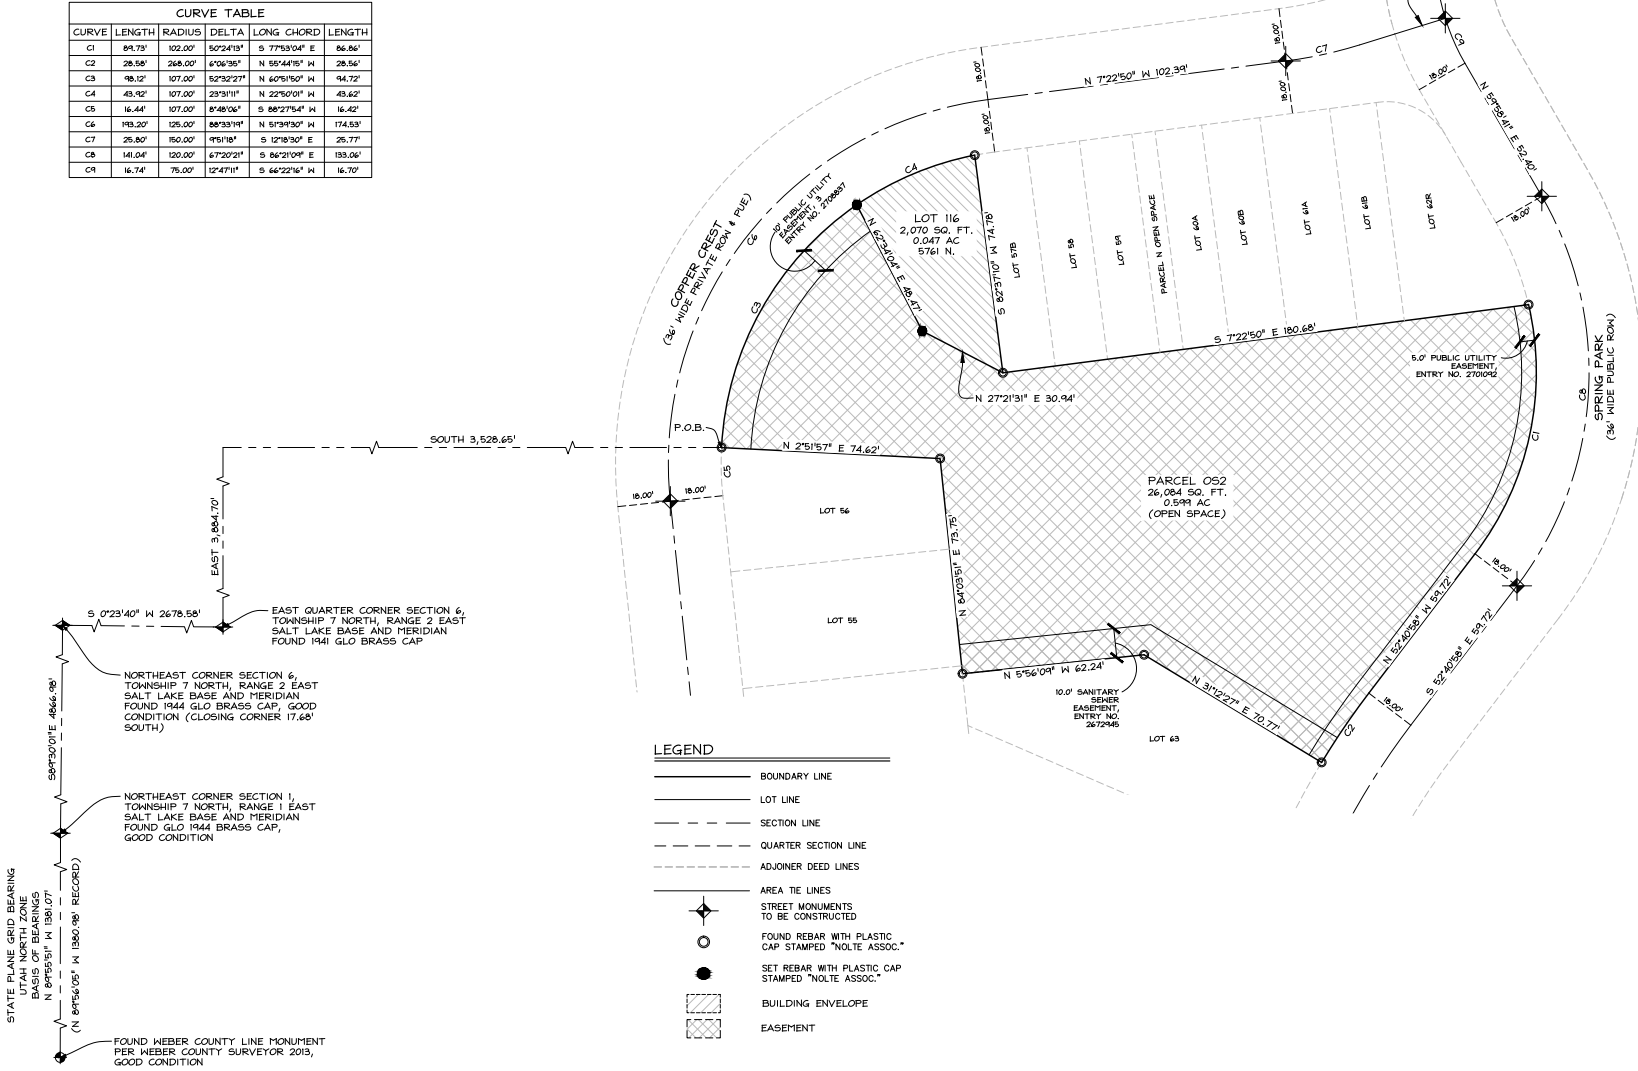 CURVE TABLE
CURVE LENGTH RADIUS DELTA LONG CHORD LENGTH
C1 89.73' 102.00' 50°24'13" S 77°53'04" E 86.86'
C2 28.58' 268.00' 6°06'35" N 55°44'15" W 28.56'
C3 98.12' 107.00' 52°32'27" N 60°51'50" W 94.72'
C4 43.92' 107.00' 23°31'11" N 22°50'01" W 43.62'
C5 16.44' 107.00' 8°48'06" S 88°27'54" W 16.42'
C6 193.20' 125.00' 88°33'19" N 51°39'30" W 174.53'
C7 25.80' 150.00' 9°51'18" S 12°18'30" E 25.77'
C8 141.04' 120.00' 67°20'21" S 86°21'09" E 133.06'
C9 16.74' 75.00' 12°47'11" S 66°22'16" W 16.70'
18.00'
18.00'
C7
C9
N 7°22'50" W 102.39'
18.00'
18.00'
18.00'
N 59°58'41" E 52.40'
18.00'
C4
10' PUBLIC UTILITY
EASEMENT, 3
ENTRY NO. 2708837
COPPER CREST
(36' WIDE PRIVATE ROW & PUE)
C6
C3
N 62°34'04" E 48.47'
LOT 116
2,070 SQ. FT.
0.047 AC
5761 N.
S 82°37'10" W 74.78'
LOT 57B
LOT 58
LOT 59
PARCEL N OPEN SPACE
LOT 60A
LOT 60B
LOT 61A
LOT 61B
LOT 62R
S 7°22'50" E 180.68'
5.0' PUBLIC UTILITY
EASEMENT,
ENTRY NO. 2701092
SPRING PARK
(36' WIDE PUBLIC ROW)
C8
C1
N 27°21'31" E 30.94'
P.O.B.
SOUTH 3,528.65'
N 2°51'57" E 74.62'
C5
18.00'
18.00'
LOT 56
PARCEL OS2
26,084 SQ. FT.
0.599 AC
(OPEN SPACE)
N 84°03'51" E 73.75'
18.00'
N 52°40'58" W 59.72'
S 52°40'58" E 59.72'
18.00'
LOT 55
N 5°56'09" W 62.24'
10.0' SANITARY
SEWER
EASEMENT,
ENTRY NO.
2672945
N 31°12'27" E 70.77'
C2
LOT 63
EAST 3,884.70'
S 0°23'40" W 2678.58'
EAST QUARTER CORNER SECTION 6,
TOWNSHIP 7 NORTH, RANGE 2 EAST
SALT LAKE BASE AND MERIDIAN
FOUND 1941 GLO BRASS CAP
NORTHEAST CORNER SECTION 6,
TOWNSHIP 7 NORTH, RANGE 2 EAST
SALT LAKE BASE AND MERIDIAN
FOUND 1944 GLO BRASS CAP, GOOD
CONDITION (CLOSING CORNER 17.68'
SOUTH)
S89°30'01"E 4866.98'
NORTHEAST CORNER SECTION 1,
TOWNSHIP 7 NORTH, RANGE 1 EAST
SALT LAKE BASE AND MERIDIAN
FOUND GLO 1944 BRASS CAP,
GOOD CONDITION
STATE PLANE GRID BEARING
UTAH NORTH ZONE
BASIS OF BEARINGS
N 89°55'51" W 1381.07'
(N 89°56'05" W 1380.98' RECORD)
FOUND WEBER COUNTY LINE MONUMENT
PER WEBER COUNTY SURVEYOR 2013,
GOOD CONDITION
LEGEND
BOUNDARY LINE
LOT LINE
SECTION LINE
QUARTER SECTION LINE
ADJOINER DEED LINES
AREA TIE LINES
STREET MONUMENTS
TO BE CONSTRUCTED
FOUND REBAR WITH PLASTIC
CAP STAMPED "NOLTE ASSOC."
SET REBAR WITH PLASTIC CAP
STAMPED "NOLTE ASSOC."
BUILDING ENVELOPE
EASEMENT